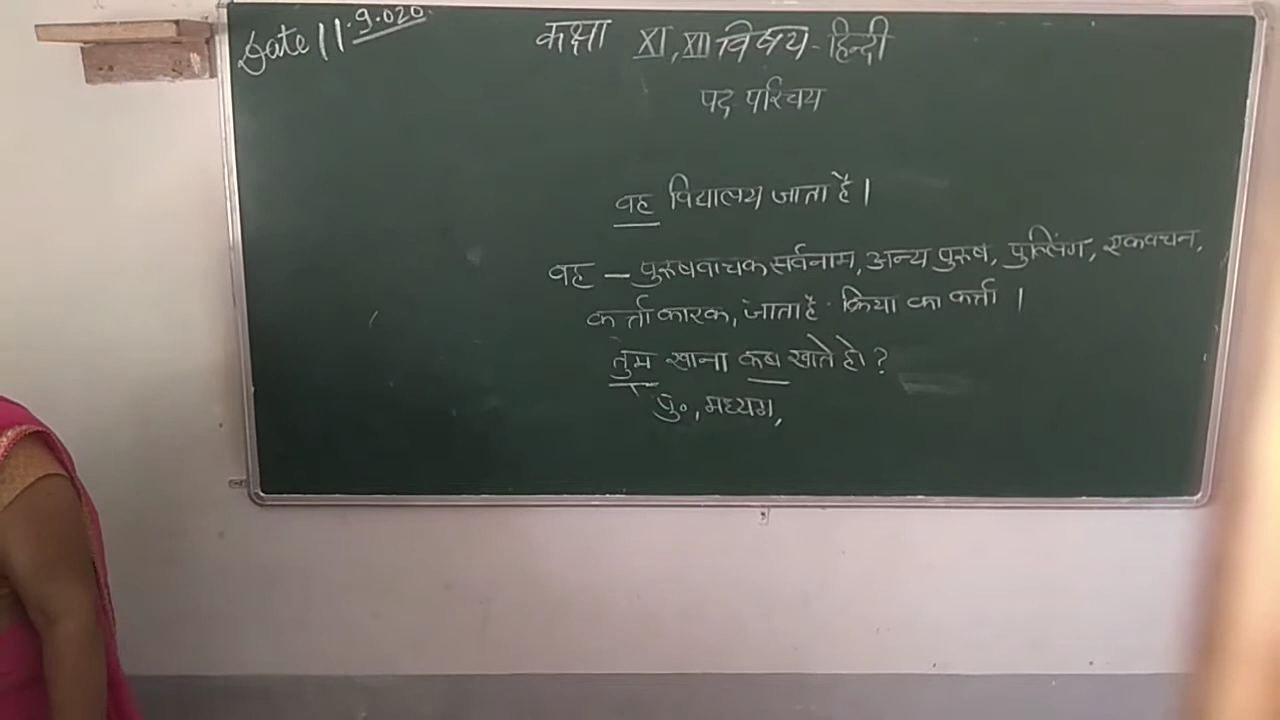 Date 11.9.020.
कक्षा XI, XII विषय - हिन्दी
पद परिचय
वह विद्यालय जाता है।
वह – पुरुषवाचक सर्वनाम, अन्य पुरुष, पुल्लिंग, एकवचन,
कर्त्ता कारक, जाता है - क्रिया का कर्त्ता ।
तुम खाना कब खाते हो ?
पु०, मध्यम,